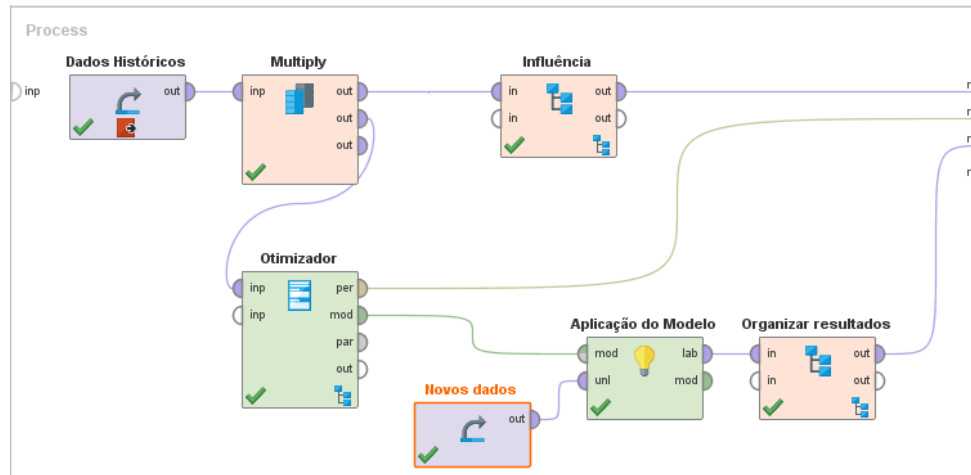 Process
inp
Dados Históricos
out
Multiply
inp
out
out
out
Influência
in
out
in
out
r
r
r
r
Otimizador
inp
per
inp
mod
par
out
Aplicação do Modelo
mod
lab
unl
mod
Organizar resultados
in
out
in
out
Novos dados
out